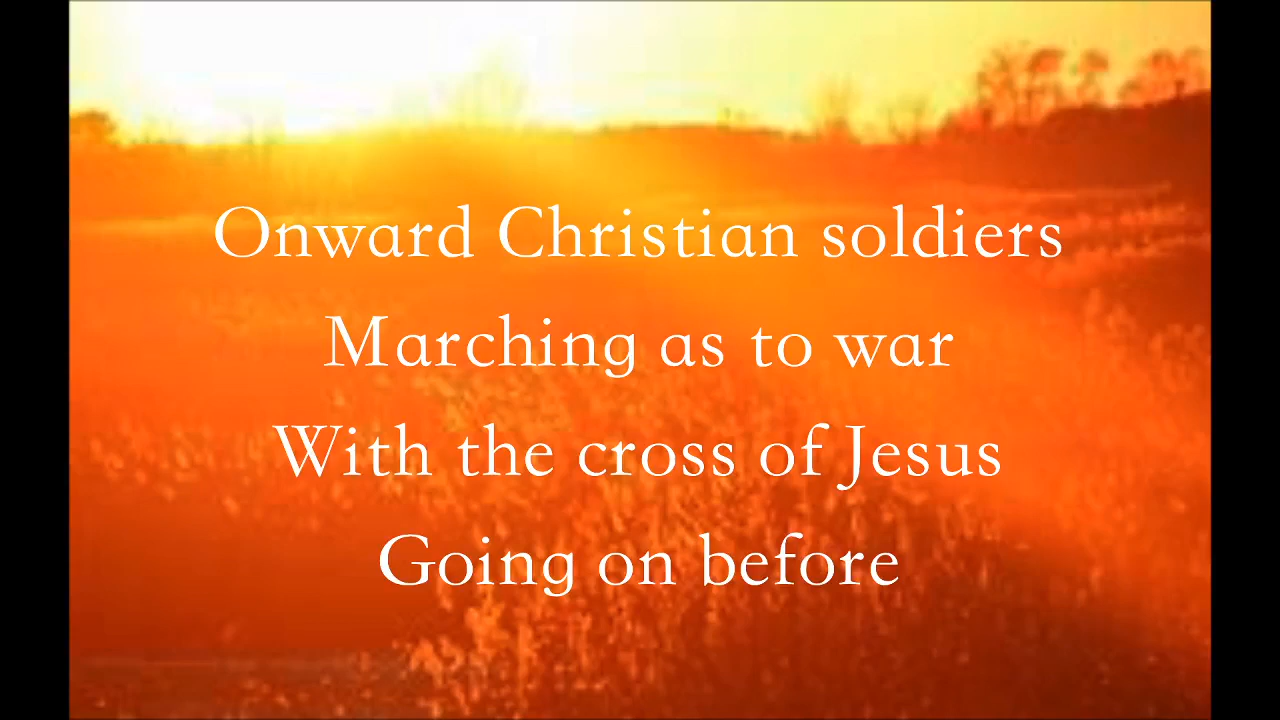 Onward Christian soldiers
Marching as to war
With the cross of Jesus
Going on before